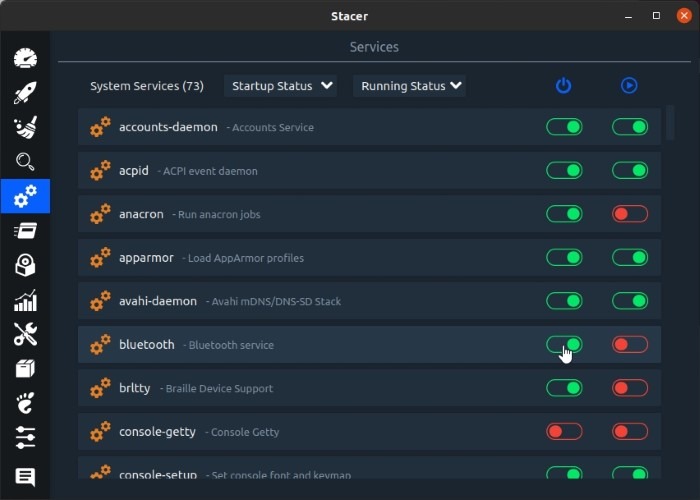 Stacer
Services
System Services (73) Startup Status Running Status
accounts-daemon - Accounts Service
acpid - ACPI event daemon
anacron - Run anacron jobs
apparmor - Load AppArmor profiles
avahi-daemon - Avahi mDNS/DNS-SD Stack
bluetooth - Bluetooth service
brltty - Braille Device Support
console-getty - Console Getty
console-setup - Set console font and keymap